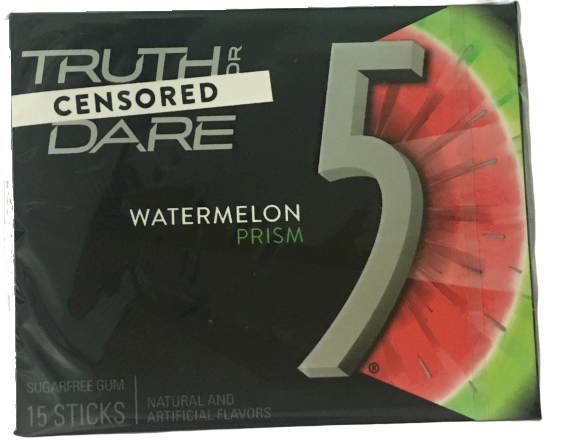 TRUTH OR
CENSORED
DARE
5
WATERMELON
PRISM
®
SUGARFREE GUM
15 STICKS
NATURAL AND
ARTIFICIAL FLAVORS